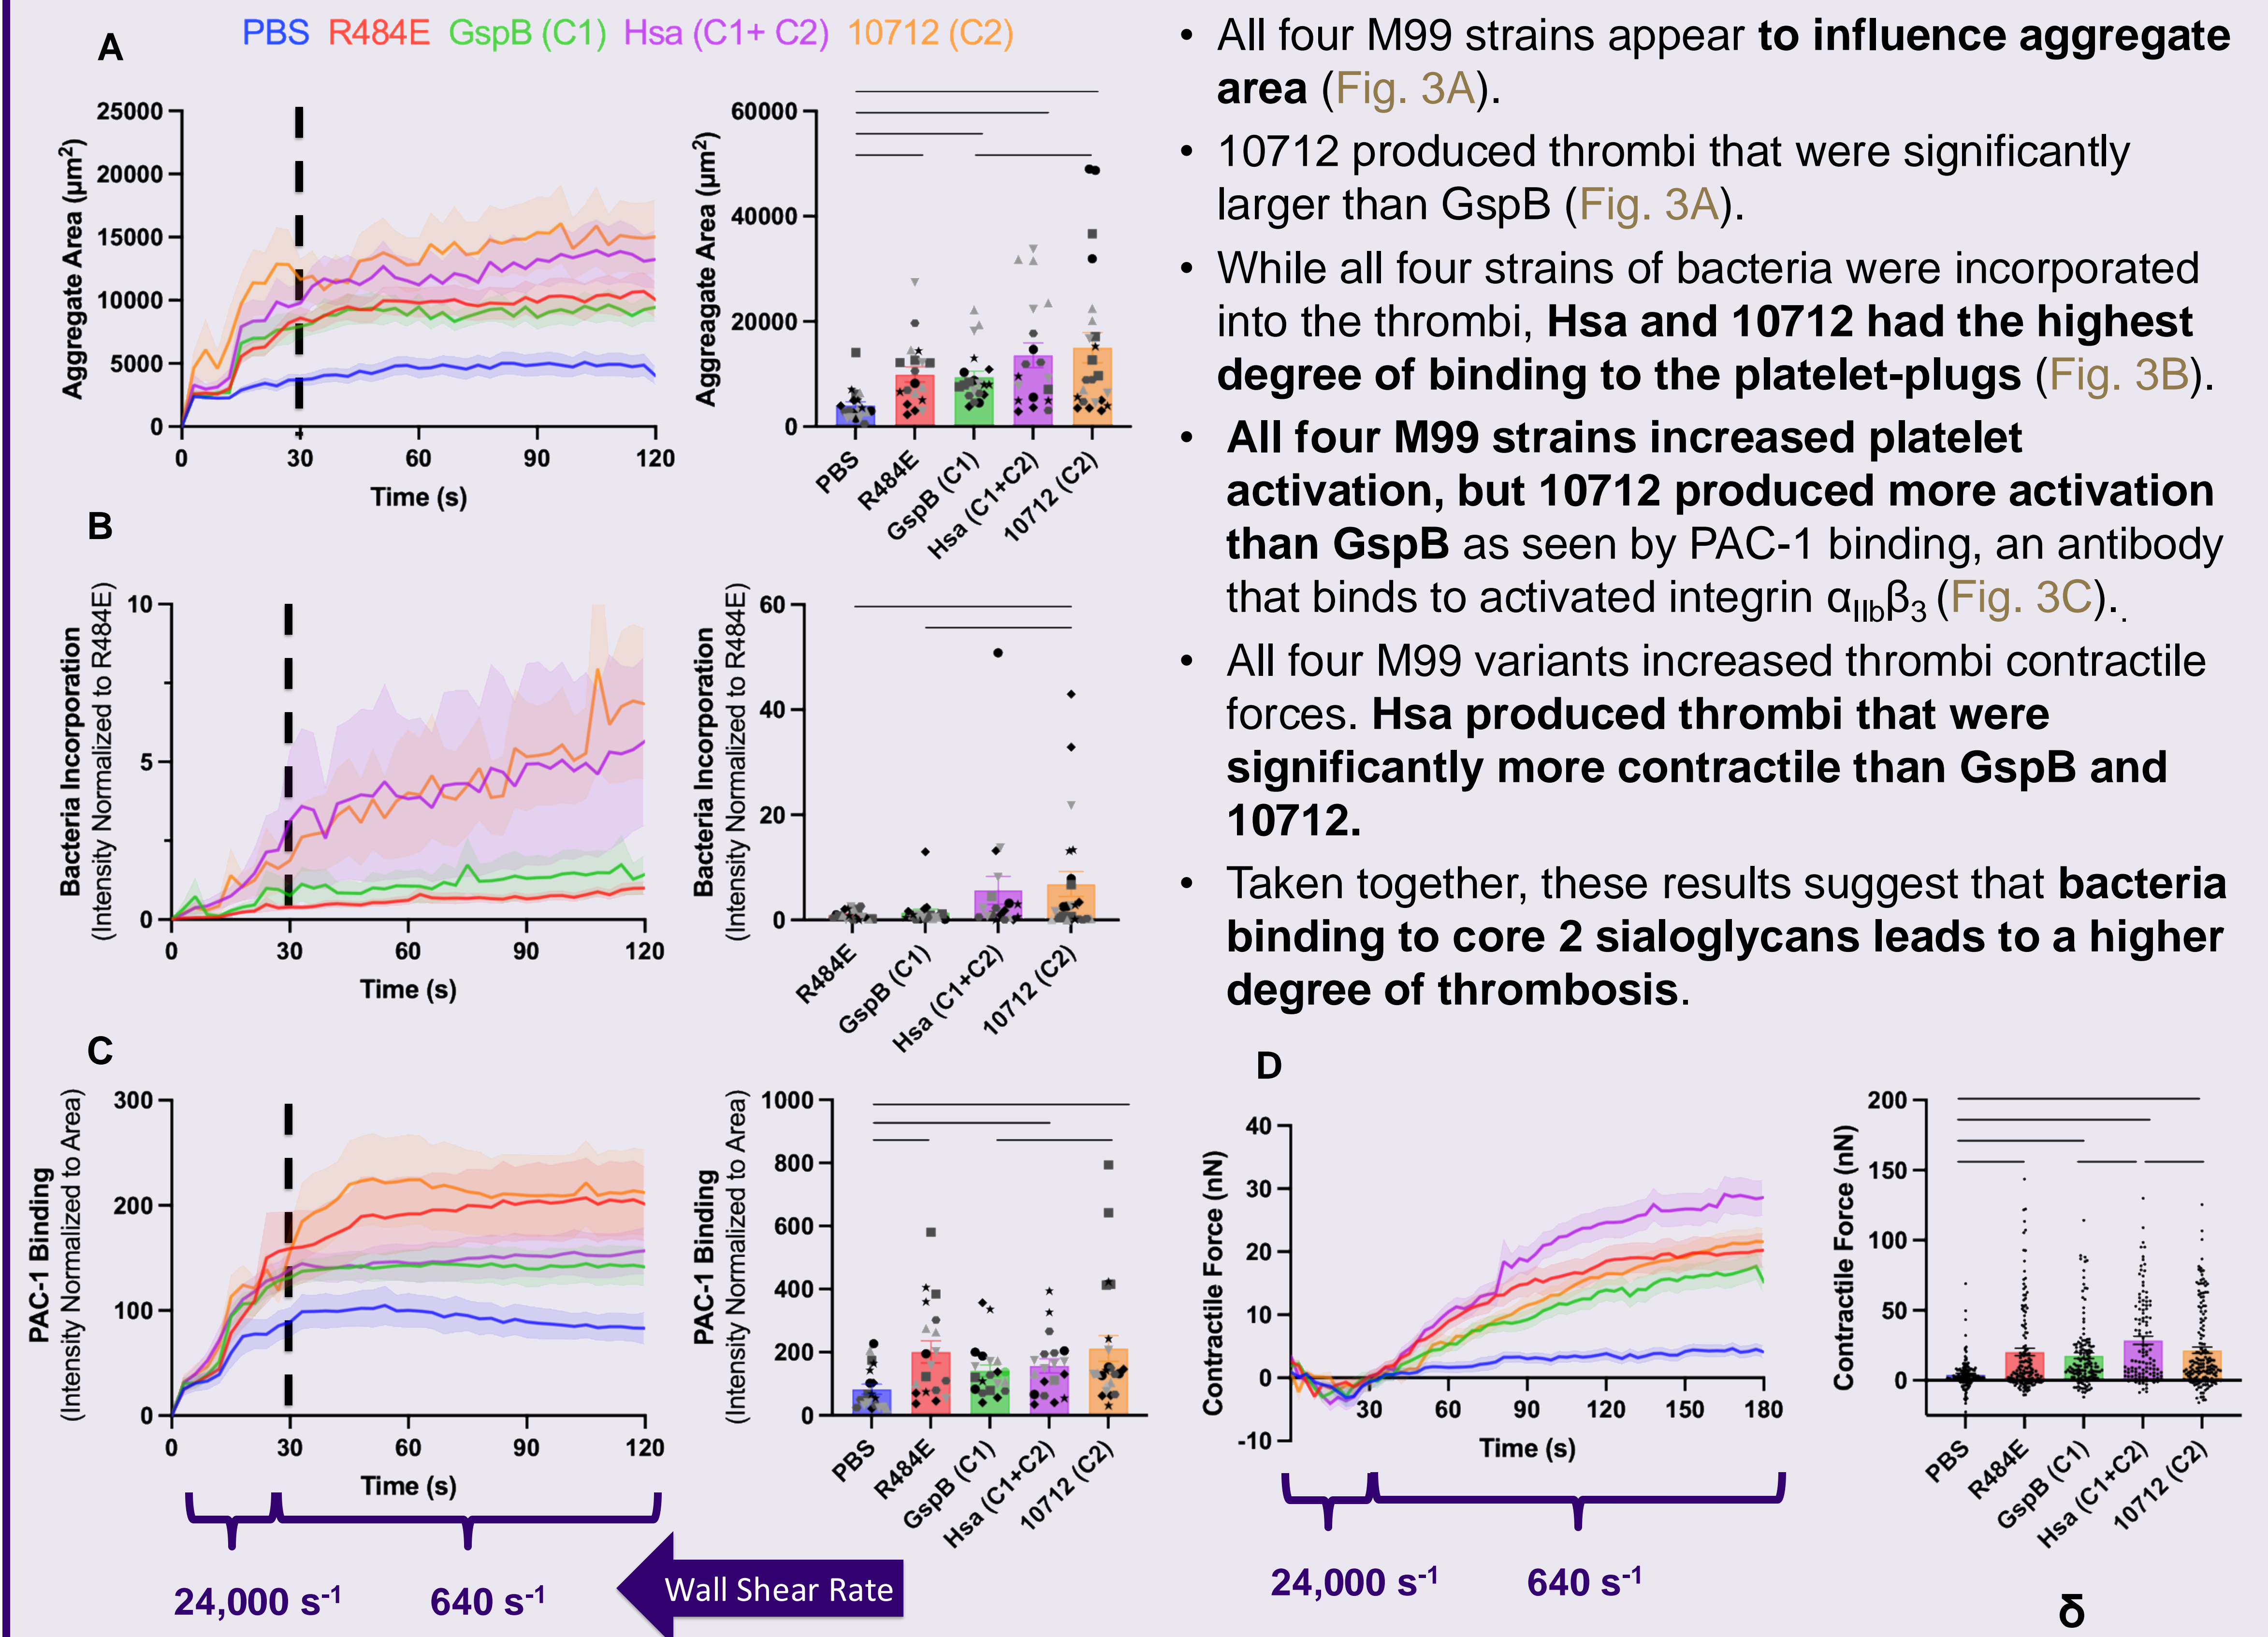 PBS R484E GspB (C1) Hsa (C1+ C2) 10712 (C2)
A
Aggregate Area (µm²)
25000
20000
15000
10000
5000
0
0 30 60 90 120
Time (s)
Aggreagate Area (µm²)
60000
40000
20000
0
PBS
R484E
GspB (C1)
Hsa (C1+C2)
10712 (C2)
B
Bacteria Incorporation
(Intensity Normalized to R484E)
10
5
0
0 30 60 90 120
Time (s)
Bacteria Incorporation
(Intensity Normalized to R484E)
60
40
20
0
R484E
GspB (C1)
Hsa (C1+C2)
10712 (C2)
C
PAC-1 Binding
(Intensity Normalized to Area)
300
200
100
0
0 30 60 90 120
Time (s)
PAC-1 Binding
(Intensity Normalized to Area)
1000
800
600
400
200
0
PBS
R484E
GspB (C1)
Hsa (C1+C2)
10712 (C2)
24,000 s⁻¹ 640 s⁻¹
Wall Shear Rate
• All four M99 strains appear to influence aggregate
area (Fig. 3A).
• 10712 produced thrombi that were significantly
larger than GspB (Fig. 3A).
• While all four strains of bacteria were incorporated
into the thrombi, Hsa and 10712 had the highest
degree of binding to the platelet-plugs (Fig. 3B).
• All four M99 strains increased platelet
activation, but 10712 produced more activation
than GspB as seen by PAC-1 binding, an antibody
that binds to activated integrin αIIbβ₃ (Fig. 3C). .
• All four M99 variants increased thrombi contractile
forces. Hsa produced thrombi that were
significantly more contractile than GspB and
10712.
• Taken together, these results suggest that bacteria
binding to core 2 sialoglycans leads to a higher
degree of thrombosis.
D
Contractile Force (nN)
40
30
20
10
0
-10
30 60 90 120 150 180
Time (s)
24,000 s⁻¹ 640 s⁻¹
Contractile Force (nN)
200
150
100
50
0
PBS
R484E
GspB (C1)
Hsa (C1+C2)
10712 (C2)
δ